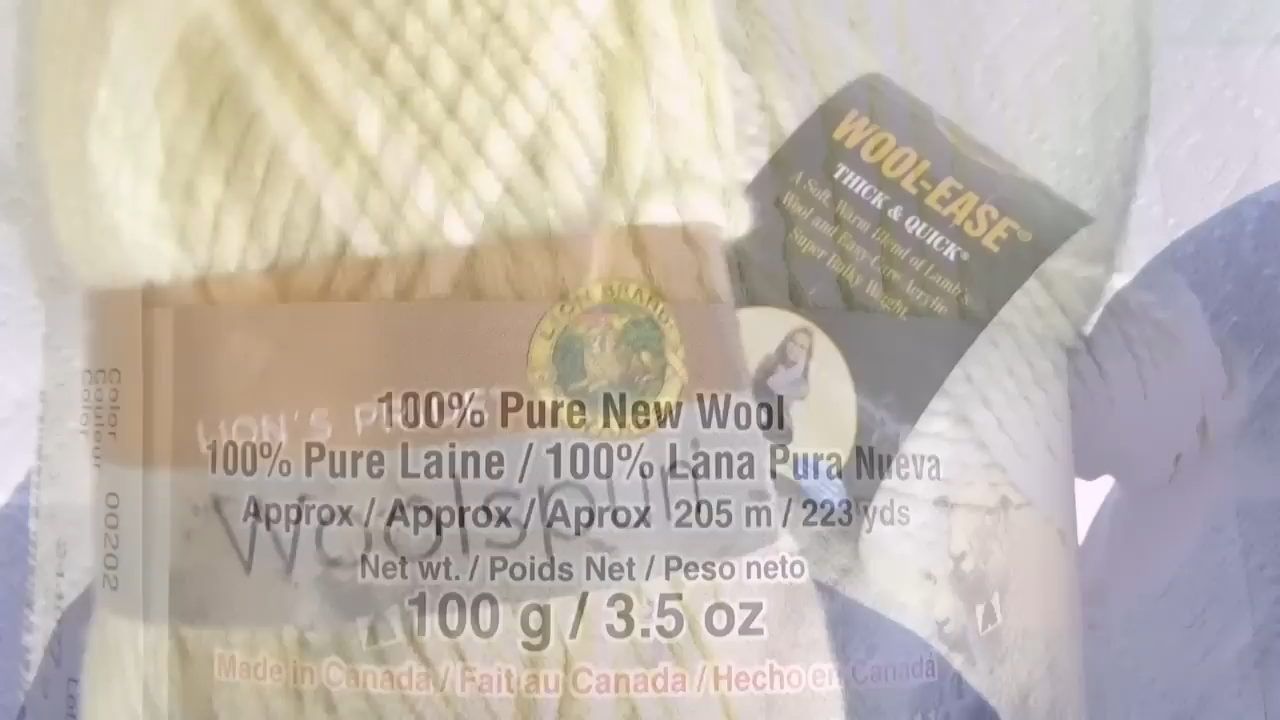 WOOL-EASE®
THICK & QUICK®
A Soft, Warm Blend of Lamb's
Wool and Easy-Care Acrylic
Super Bulky Weight
LION BRAND
LION'S PRIDE
Woolspun
100% Pure New Wool
100% Pure Laine / 100% Lana Pura Nueva
Approx / Approx / Aprox 205 m / 223 yds
Net wt. / Poids Net / Peso neto
100 g / 3.5 oz
Made in Canada / Fait au Canada / Hecho en Canadá
Color
Couleur 00202
Color